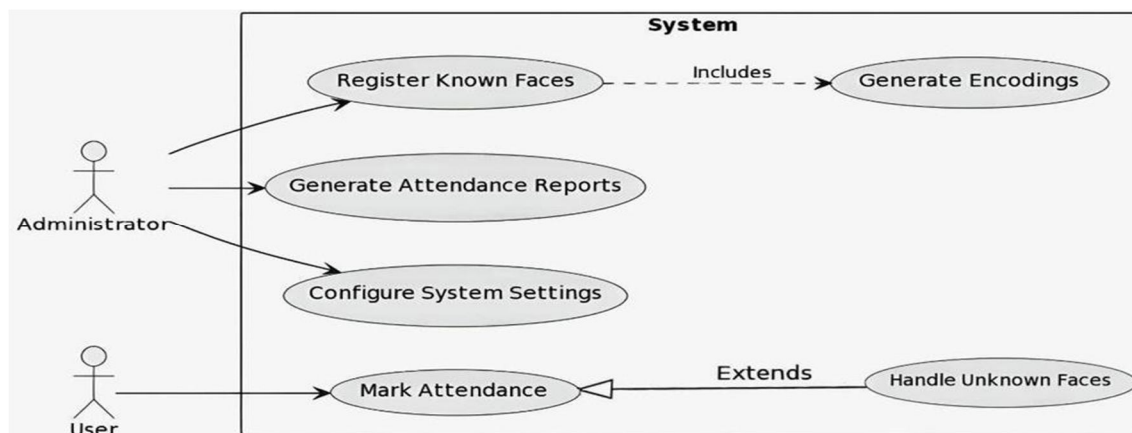 System
Register Known Faces
Includes
Generate Encodings
Generate Attendance Reports
Administrator
Configure System Settings
Mark Attendance
Extends
Handle Unknown Faces
User